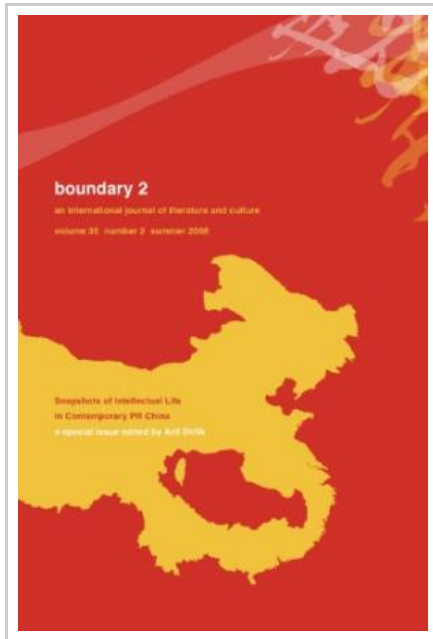 boundary 2
an international journal of literature and culture
volume 35 number 2 summer 2008
Snapshots of Intellectual Life
in Contemporary PR China
a special issue edited by Arif Dirlik